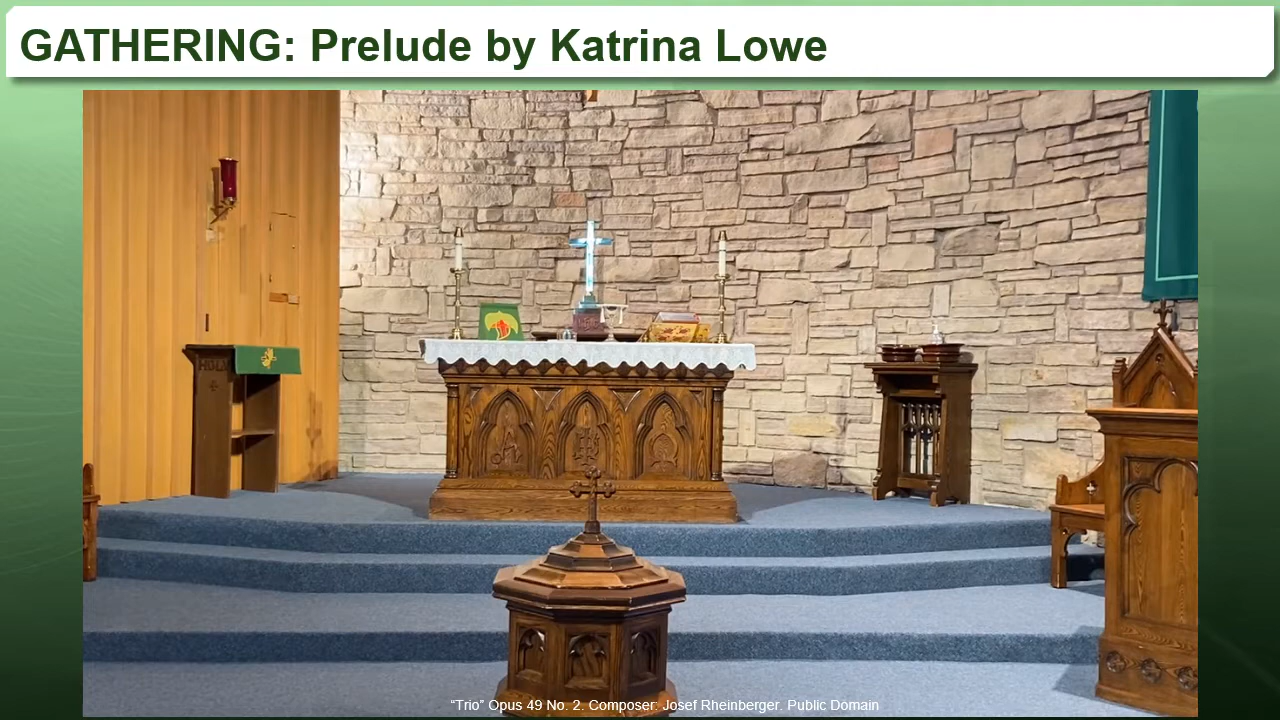 GATHERING: Prelude by Katrina Lowe
“Trio” Opus 49 No. 2. Composer: Josef Rheinberger. Public Domain